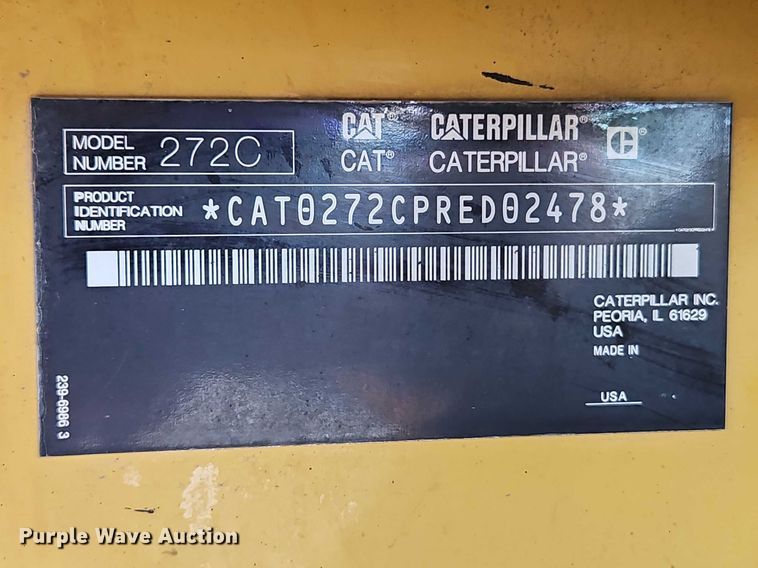 MODEL
NUMBER 272C
CAT CATERPILLAR®
CAT® CATERPILLAR®
C ®
PRODUCT
IDENTIFICATION
NUMBER
*CAT0272CPRED02478*
CATERPILLAR INC.
PEORIA, IL 61629
USA
MADE IN
USA
239-6986 3
Purple Wave Auction